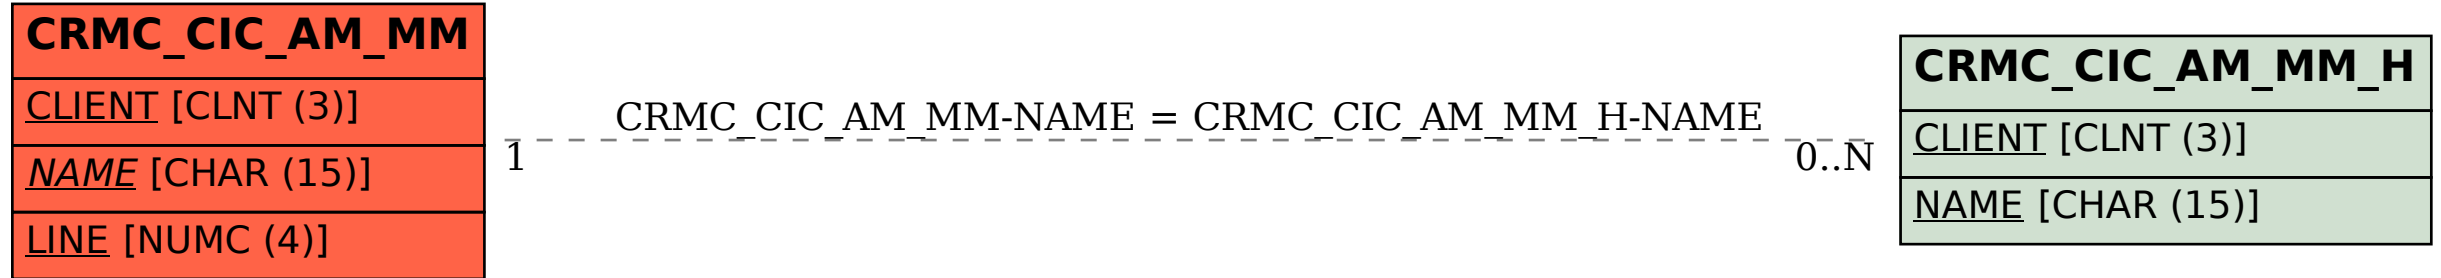 CRMC_CIC_AM_MM
CLIENT [CLNT (3)]
NAME [CHAR (15)]
LINE [NUMC (4)]
CRMC_CIC_AM_MM-NAME = CRMC_CIC_AM_MM_H-NAME
1
0..N
CRMC_CIC_AM_MM_H
CLIENT [CLNT (3)]
NAME [CHAR (15)]